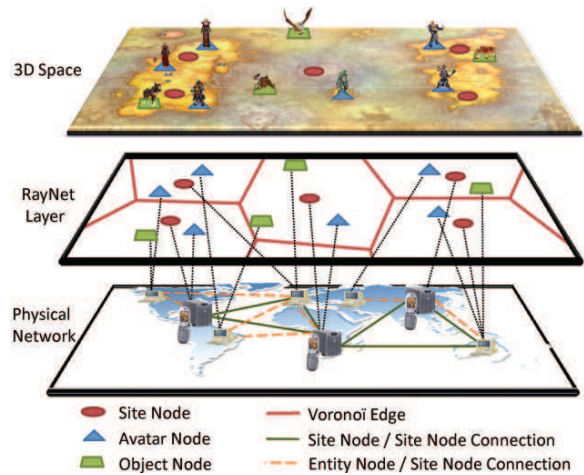 3D Space
RayNet
Layer
Physical
Network
Site Node
Voronoï Edge
Avatar Node
Site Node / Site Node Connection
Object Node
Entity Node / Site Node Connection